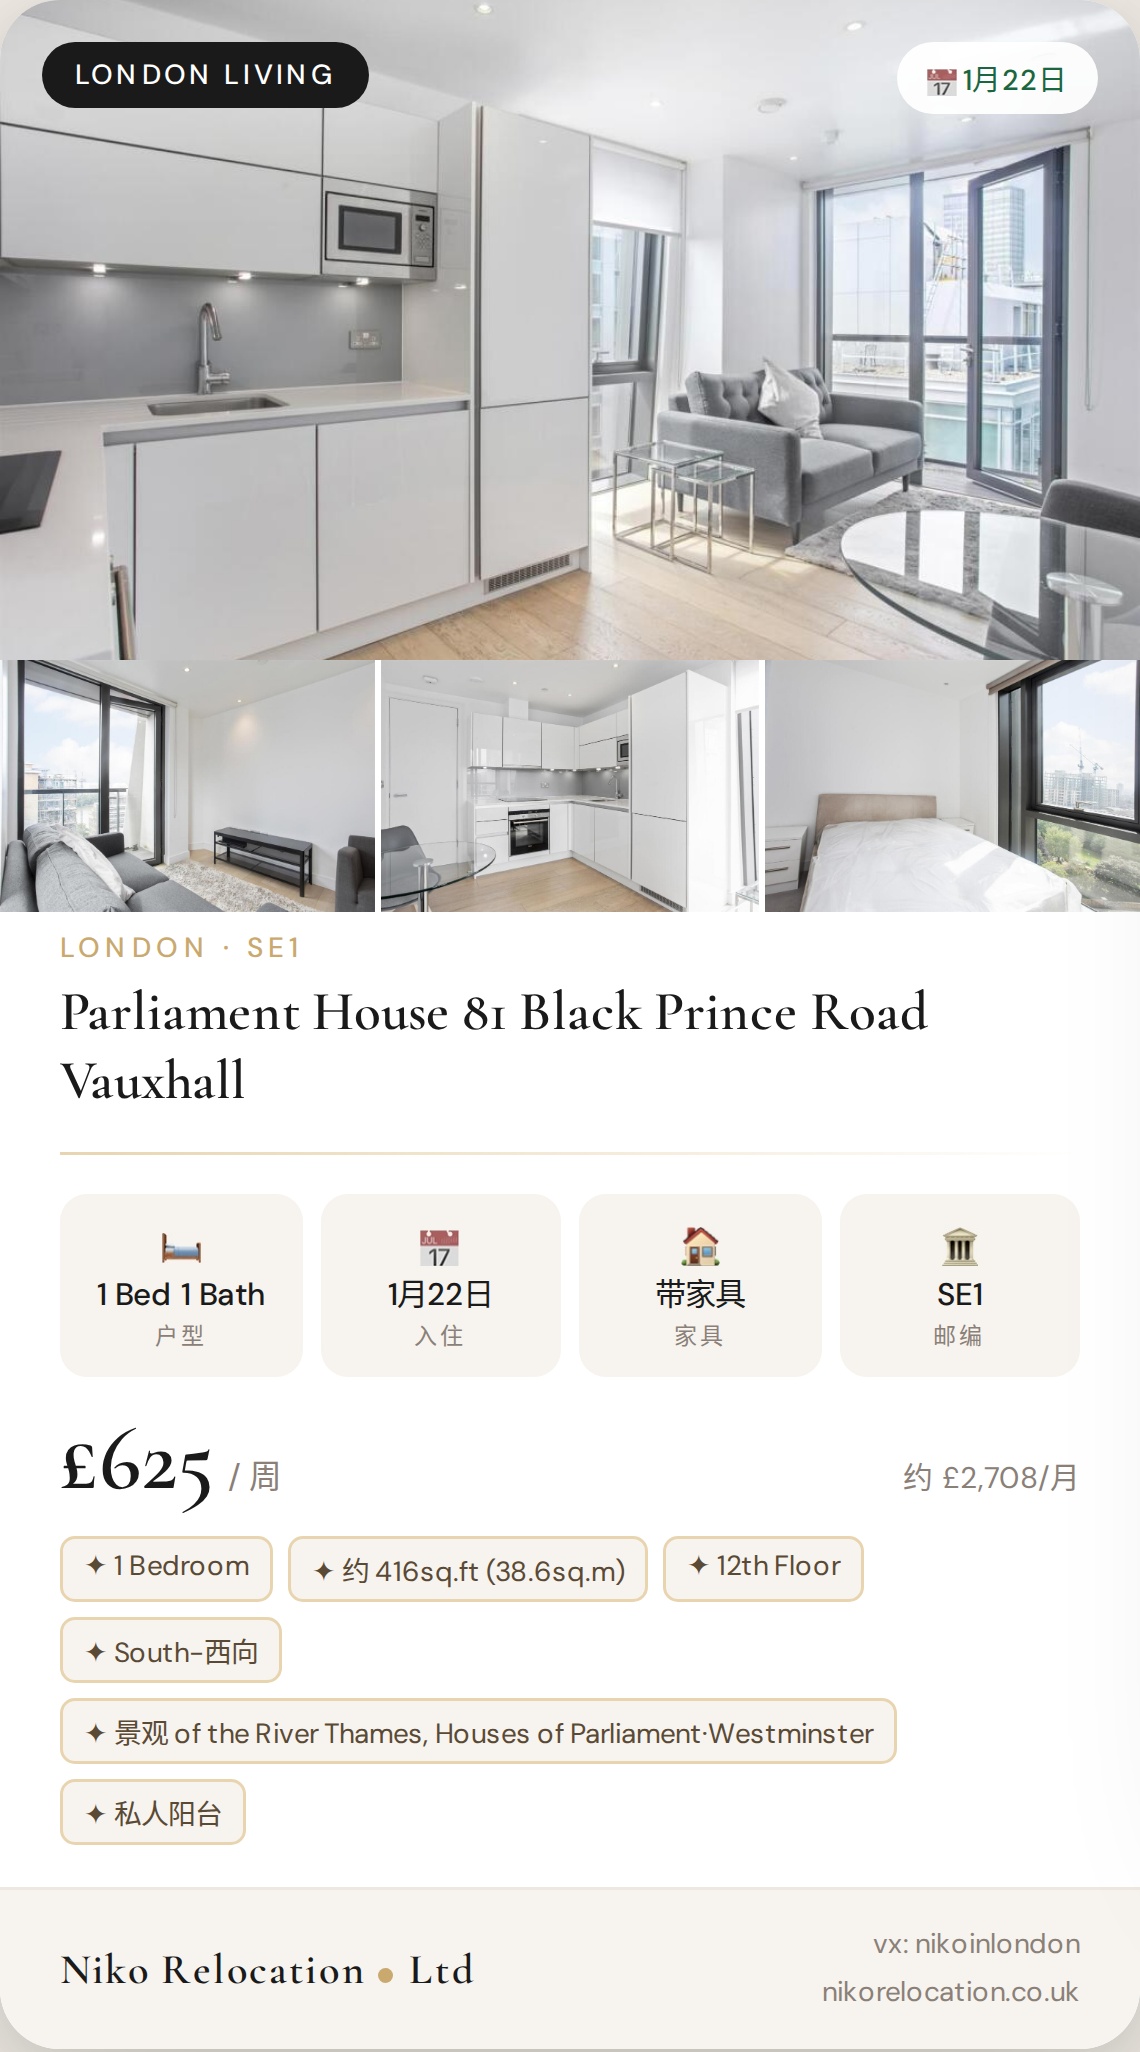 LONDON LIVING
1月22日
LONDON · SE1
Parliament House 81 Black Prince Road
Vauxhall
1 Bed 1 Bath
户型
1月22日
入住
带家具
家具
SE1
邮编
£625 / 周
约 £2,708/月
✦ 1 Bedroom
✦ 约 416sq.ft (38.6sq.m)
✦ 12th Floor
✦ South-西向
✦ 景观 of the River Thames, Houses of Parliament·Westminster
✦ 私人阳台
Niko Relocation • Ltd
vx: nikoinlondon
nikorelocation.co.uk